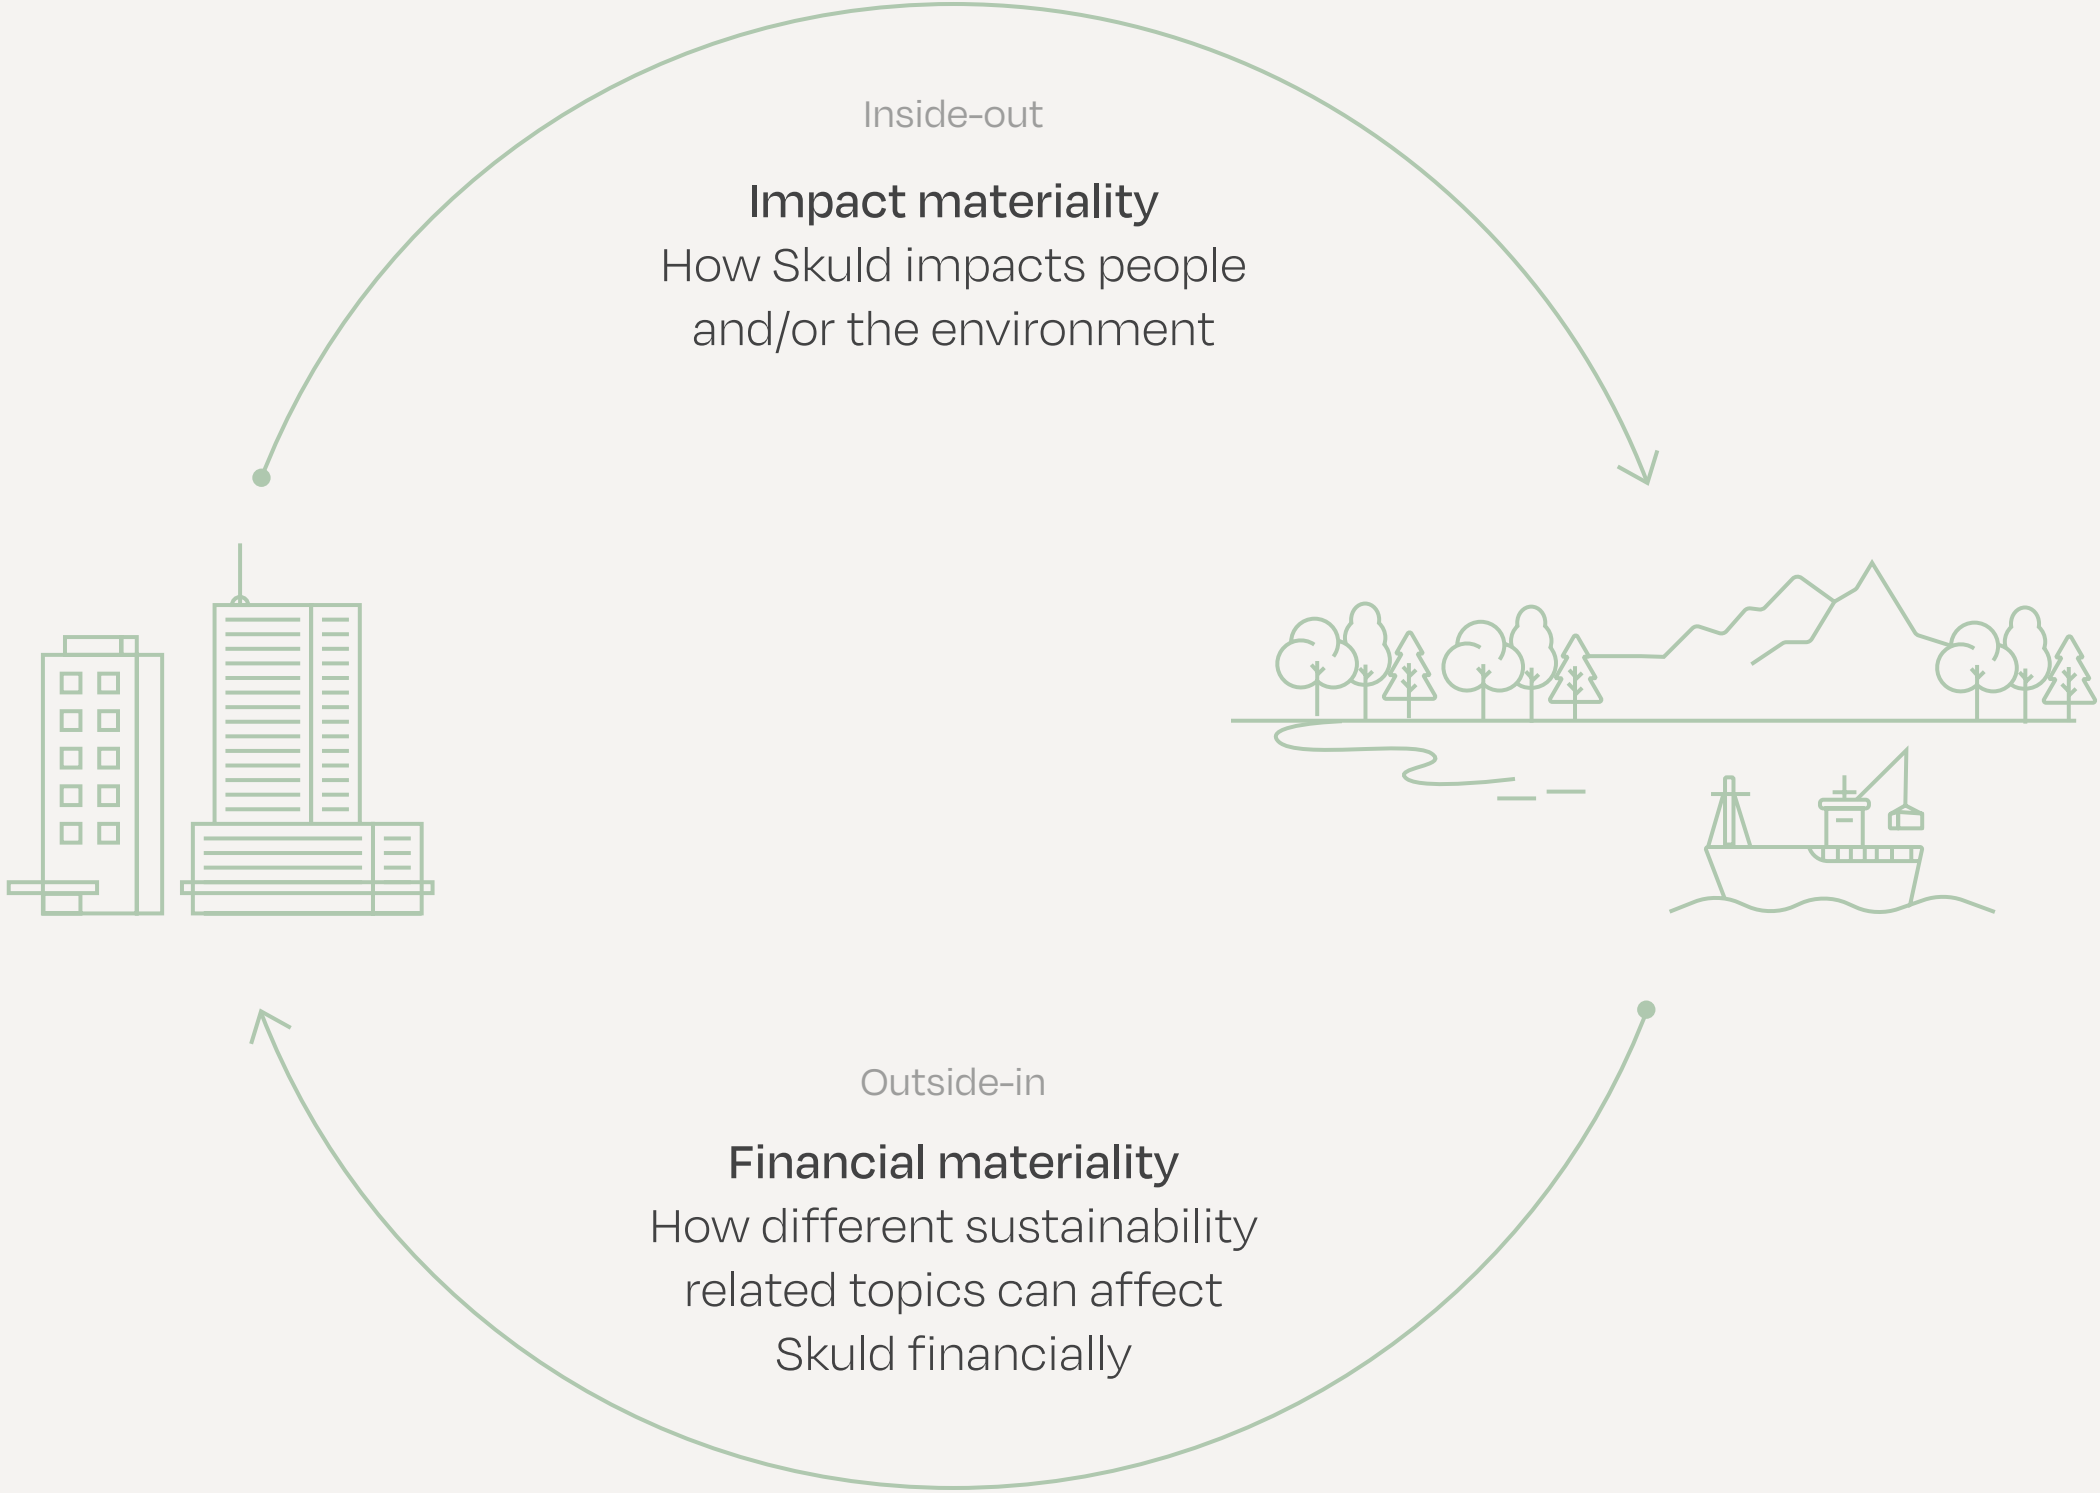 Inside-out
Impact materiality
How Skuld impacts people
and/or the environment
Outside-in
Financial materiality
How different sustainability
related topics can affect
Skuld financially